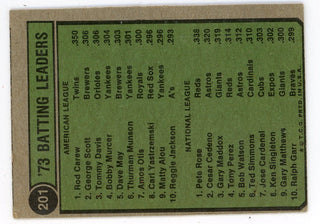 201 '73 BATTING LEADERS
AMERICAN LEAGUE
1. Rod Carew Twins .350
2. George Scott Brewers .306
3. Tommy Davis Orioles .306
4. Bobby Murcer Yankees .304
5. Dave May Brewers .303
6. Thurman Munson Yankees .301
7. Amos Otis Royals .300
8. Carl Yastrzemski Red Sox .296
9. Matty Alou Yankees .296
10. Reggie Jackson A's .293
NATIONAL LEAGUE
1. Pete Rose Reds .338
2. Cesar Cedeno Astros .320
3. Gary Maddox Giants .319
4. Tony Perez Reds .314
5. Bob Watson Astros .312
6. Ted Simmons Cardinals .310
7. Jose Cardenal Cubs .303
8. Ken Singleton Expos .302
9. Gary Matthews Giants .300
10. Ralph Garr Braves .299
© T.C.G. PRTD. IN U.S.A.